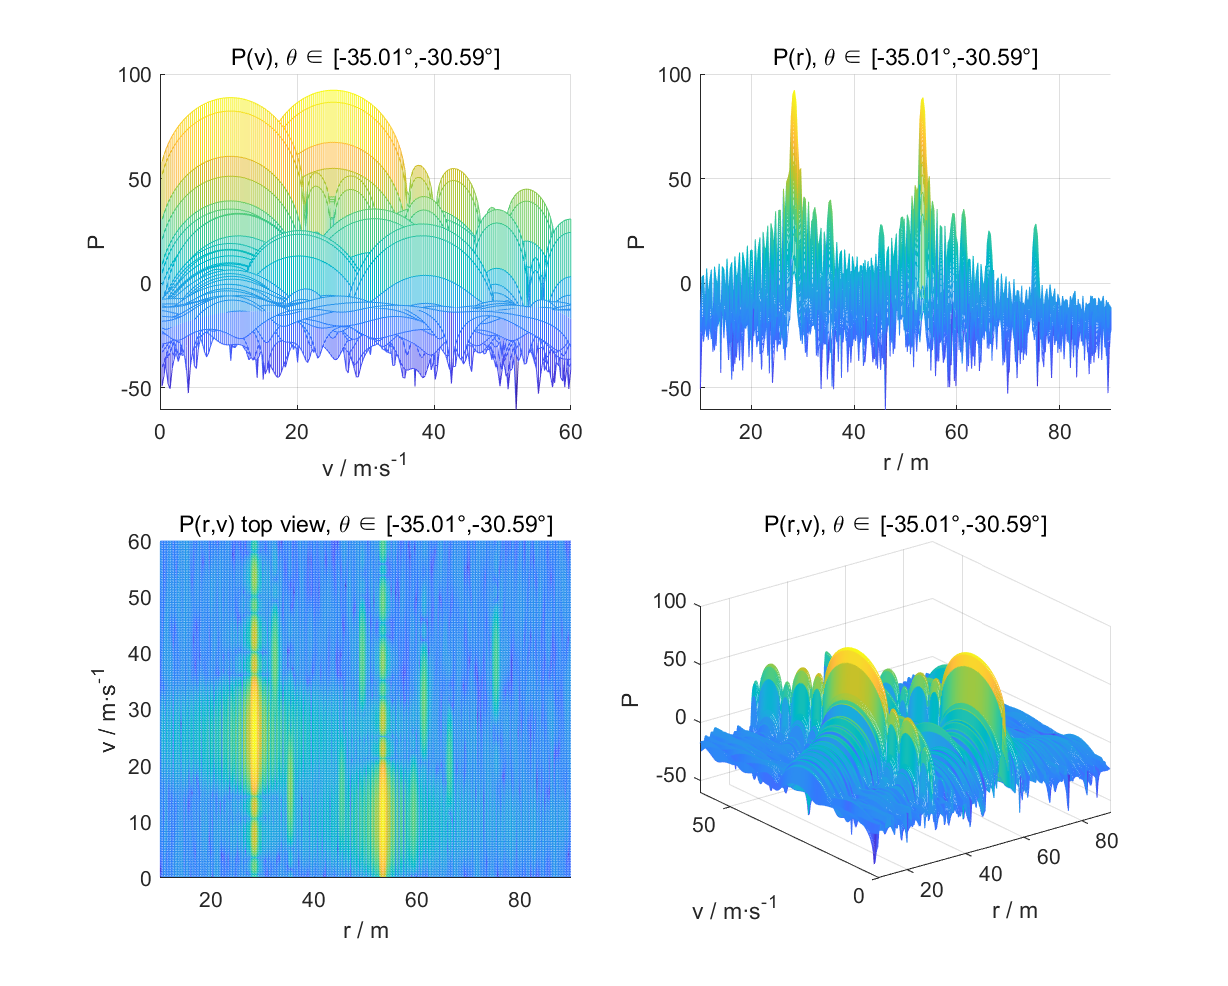 P(v), θ ∈ [-35.01°,-30.59°]
P(r), θ ∈ [-35.01°,-30.59°]
100
50
0
-50
P
0
20
40
60
v / m·s⁻¹
100
50
0
-50
P
20
40
60
80
r / m
P(r,v) top view, θ ∈ [-35.01°,-30.59°]
P(r,v), θ ∈ [-35.01°,-30.59°]
60
50
40
30
20
10
0
v / m·s⁻¹
20
40
60
80
r / m
100
50
0
-50
P
50
0
v / m·s⁻¹
20
40
60
80
r / m